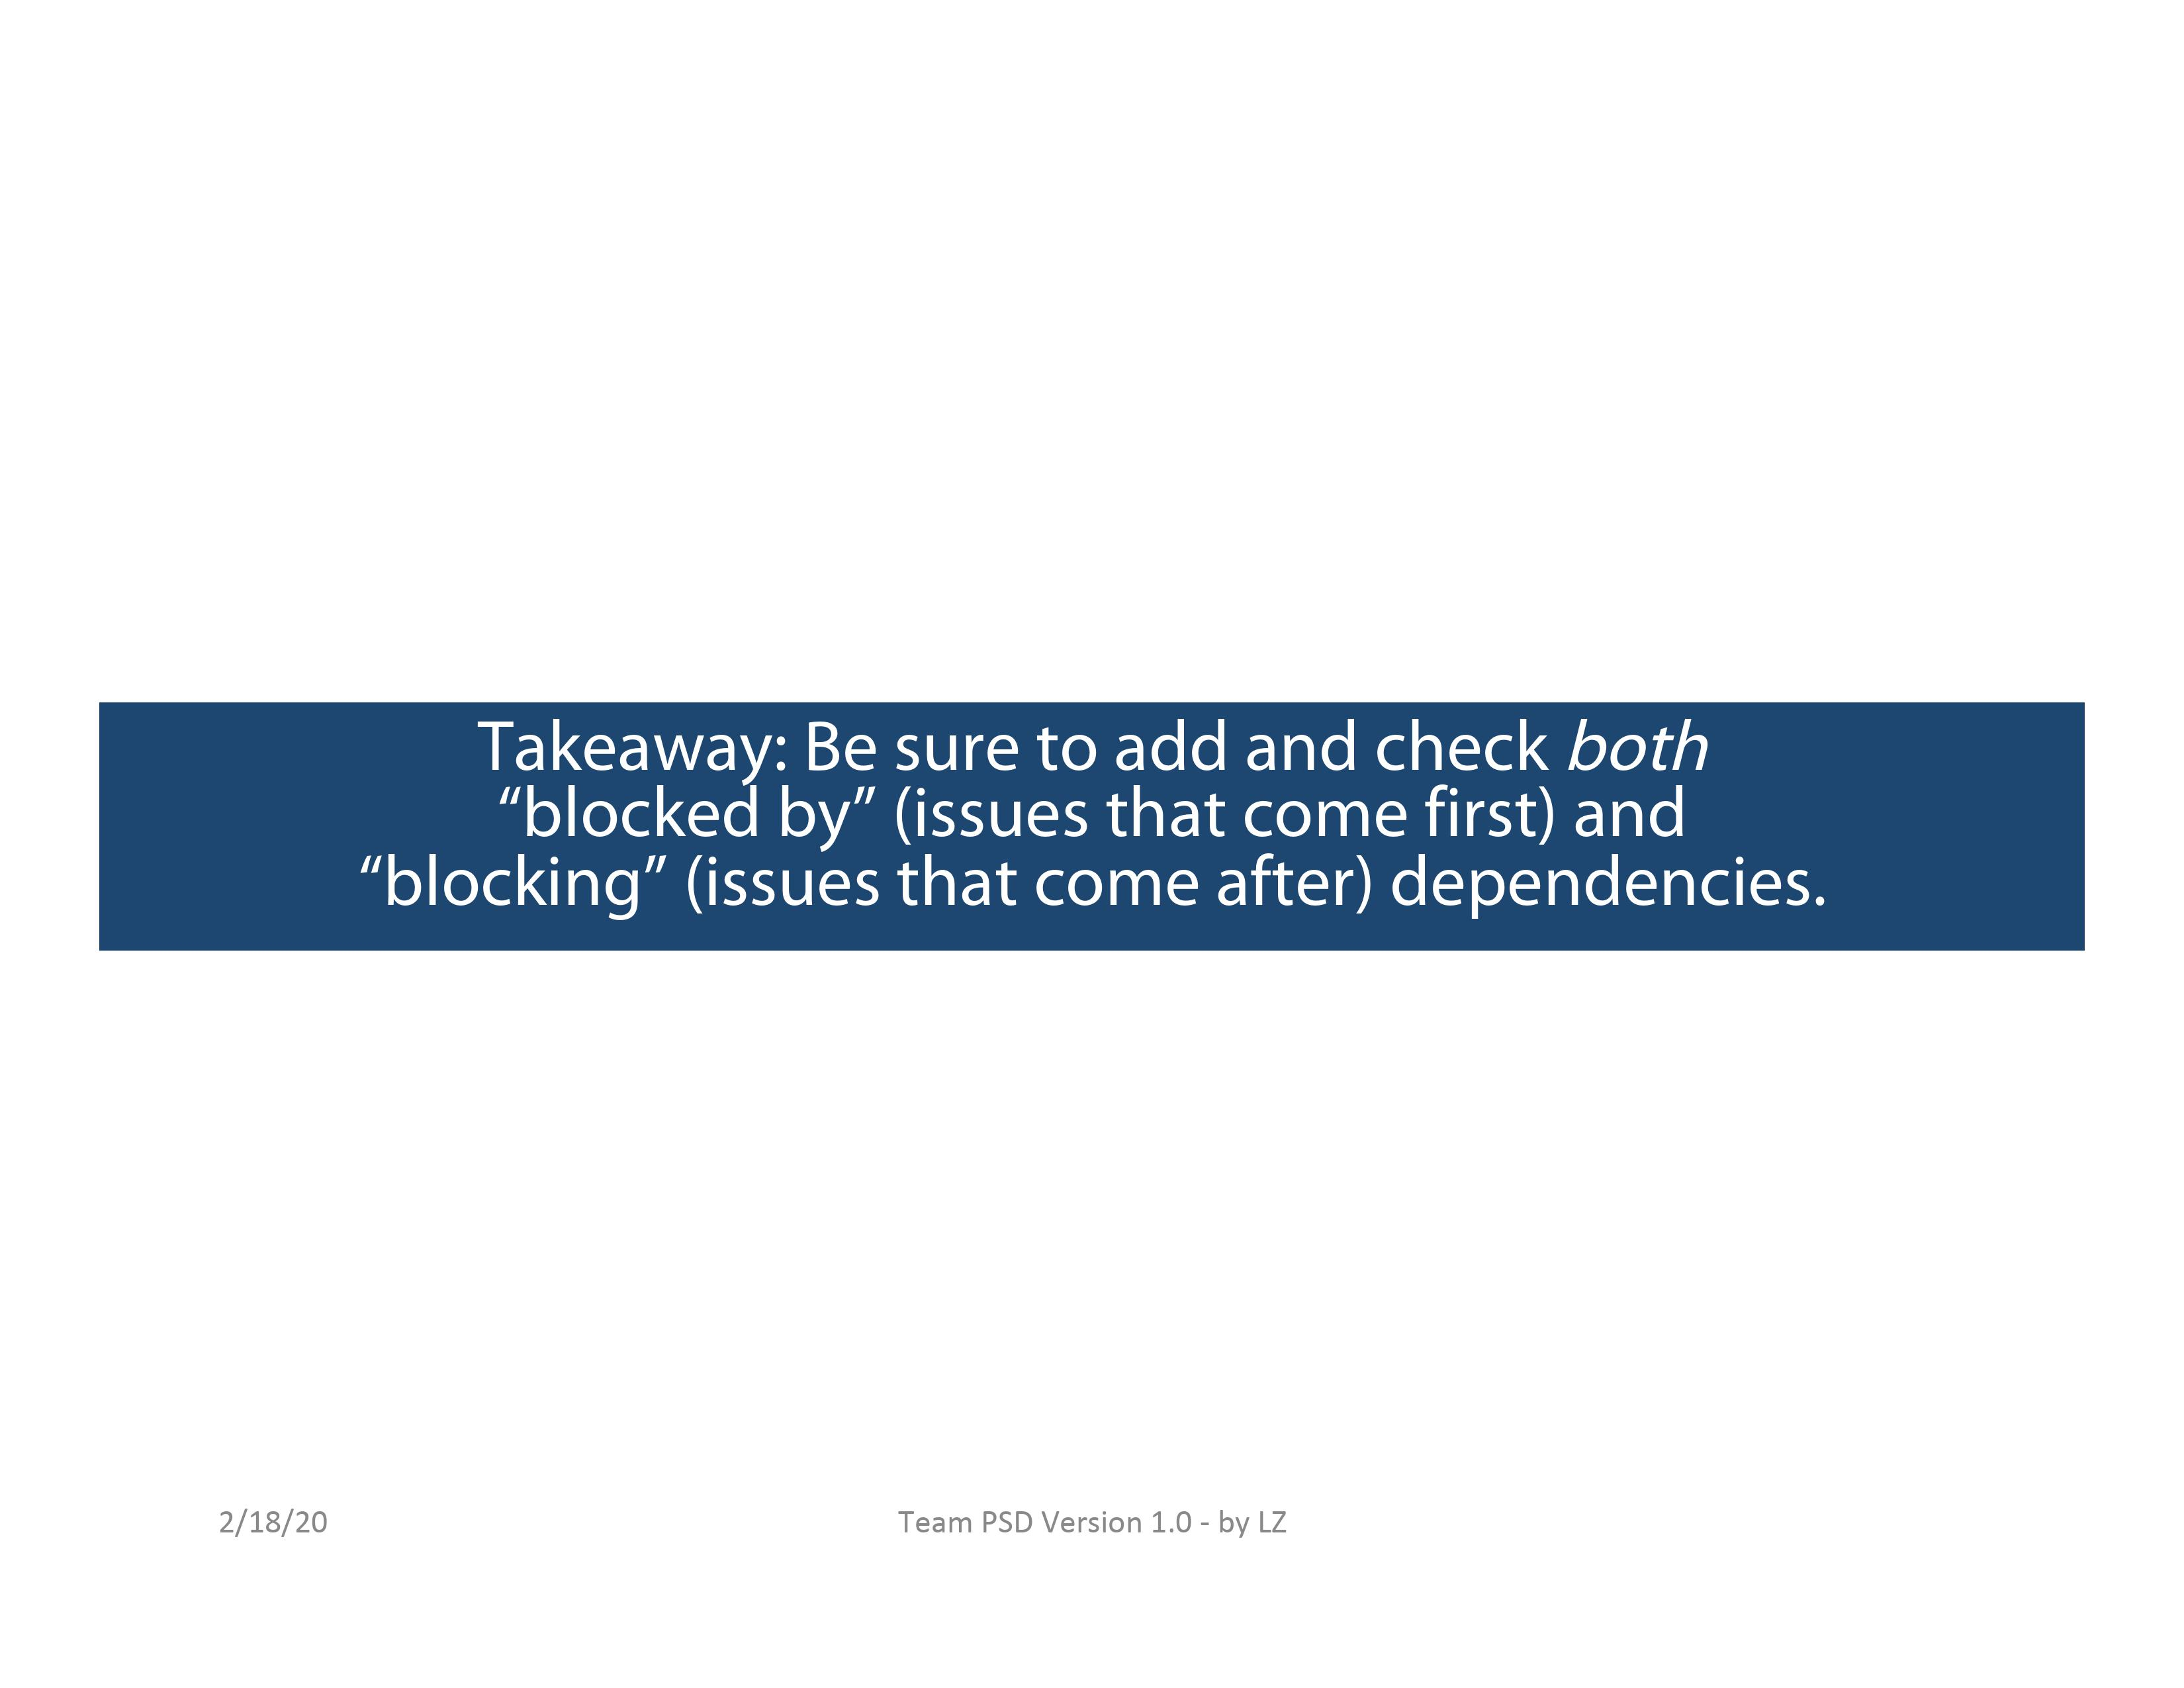 Takeaway: Be sure to add and check both
“blocked by” (issues that come first) and
“blocking” (issues that come after) dependencies.
2/18/20
Team PSD Version 1.0 - by LZ